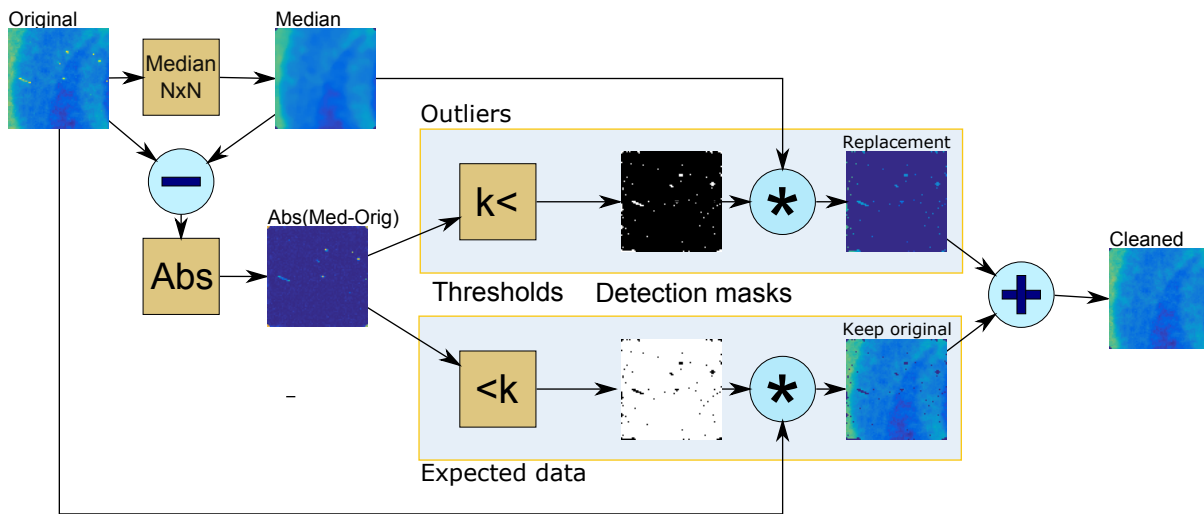 Original
Median
Median
NxN
Outliers
Replacement
k<
*
Abs(Med-Orig)
Abs
Cleaned
Thresholds
Detection masks
+
Keep original
<k
*
–
Expected data